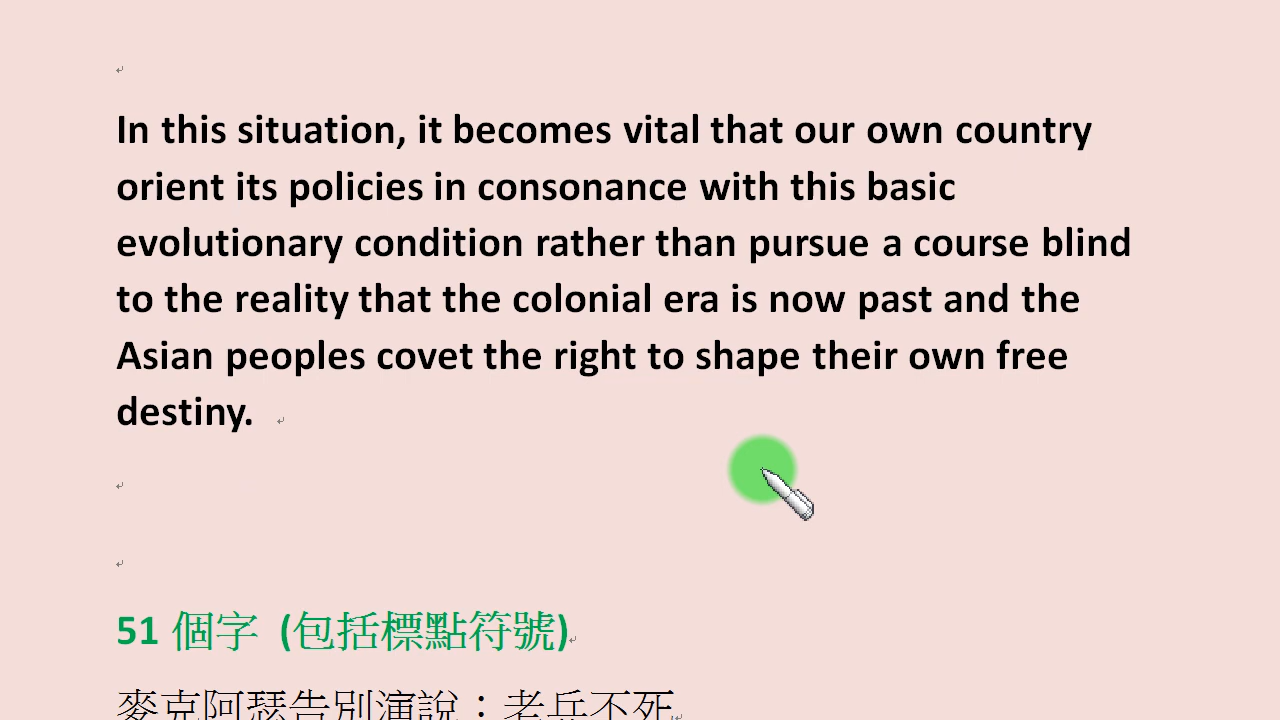 In this situation, it becomes vital that our own country
orient its policies in consonance with this basic
evolutionary condition rather than pursue a course blind
to the reality that the colonial era is now past and the
Asian peoples covet the right to shape their own free
destiny.
51 個字 (包括標點符號)
麥克阿瑟告別演說：老兵不死